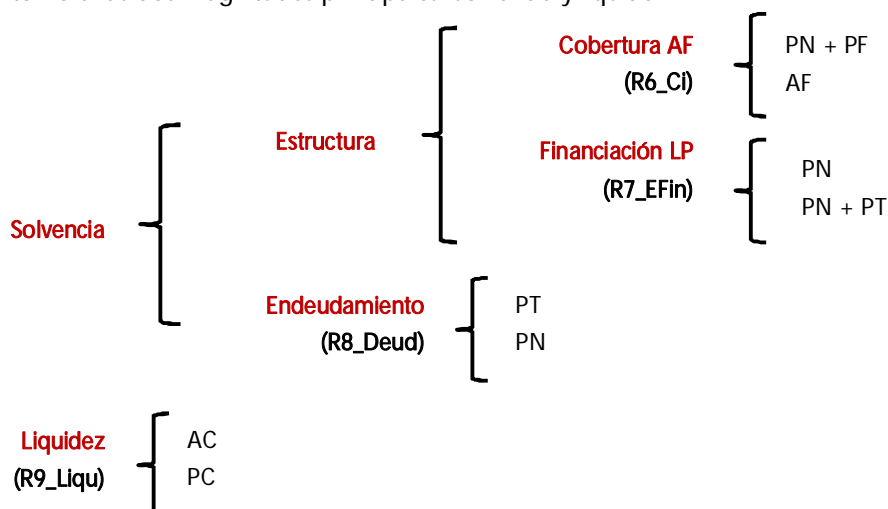 Cobertura AF
(R6_Ci)
PN + PF
AF
Estructura
Financiación LP
(R7_EFin)
PN
PN + PT
Solvencia
Endeudamiento
(R8_Deud)
PT
PN
Liquidez
(R9_Liqu)
AC
PC